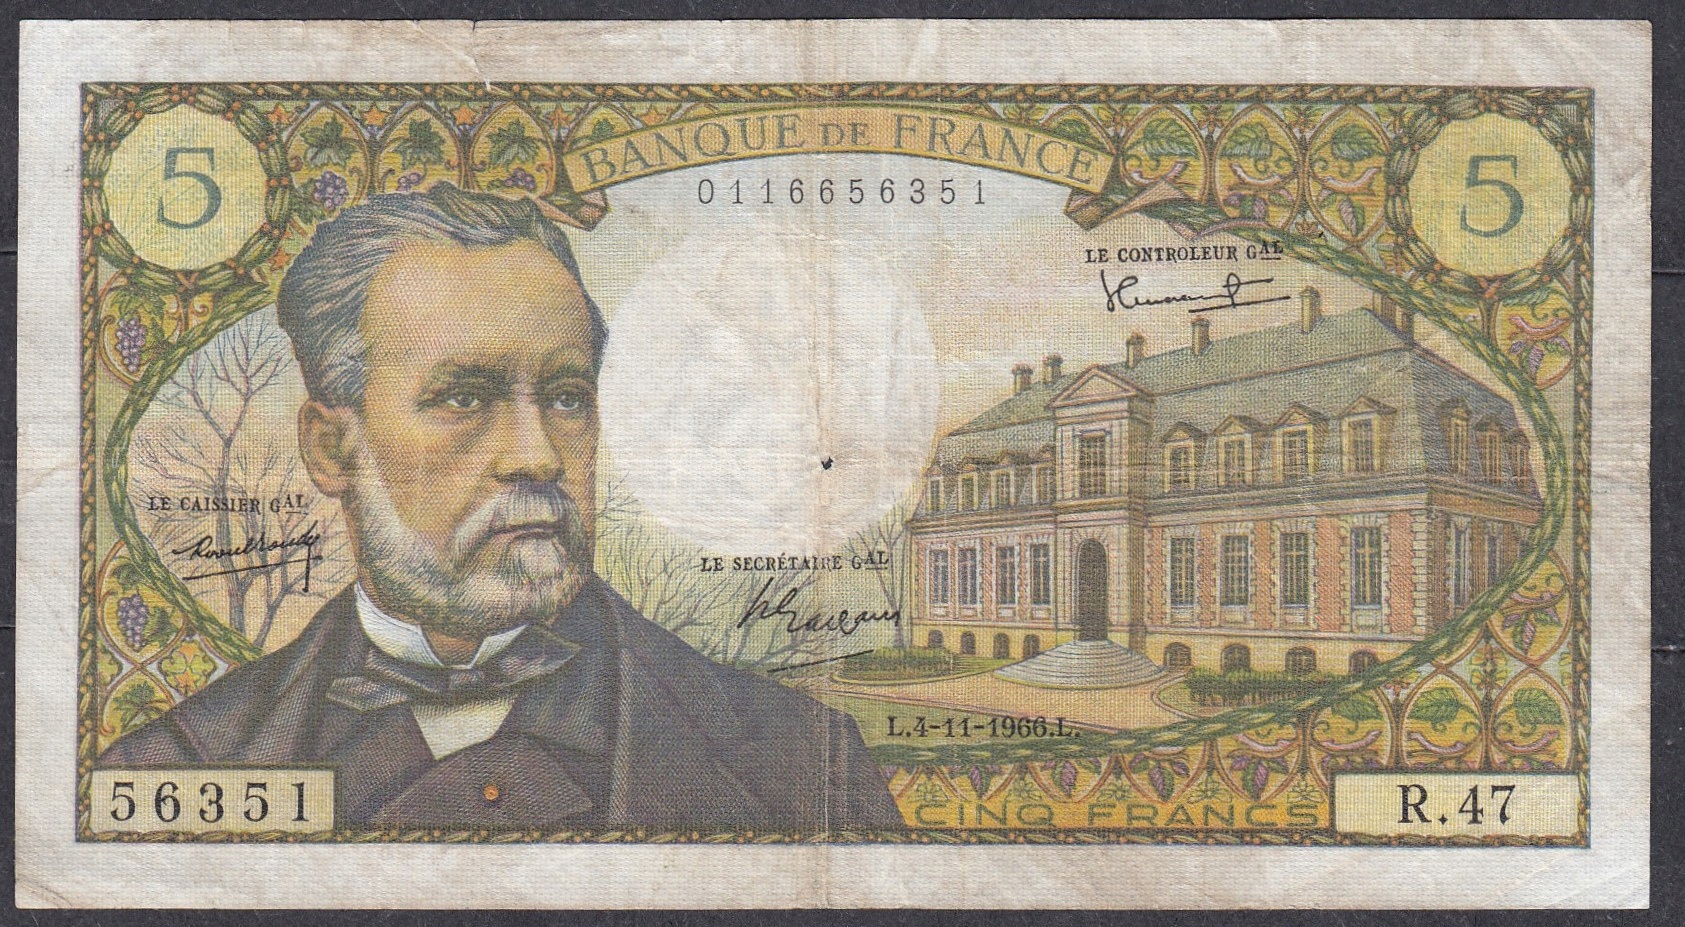 BANQUE DE FRANCE
5
5
0116656351
LE CONTROLEUR GAL
LE CAISSIER GAL
LE SECRÉTAIRE GAL
L.4-11-1966.L.
56351
CINQ FRANCS
R.47